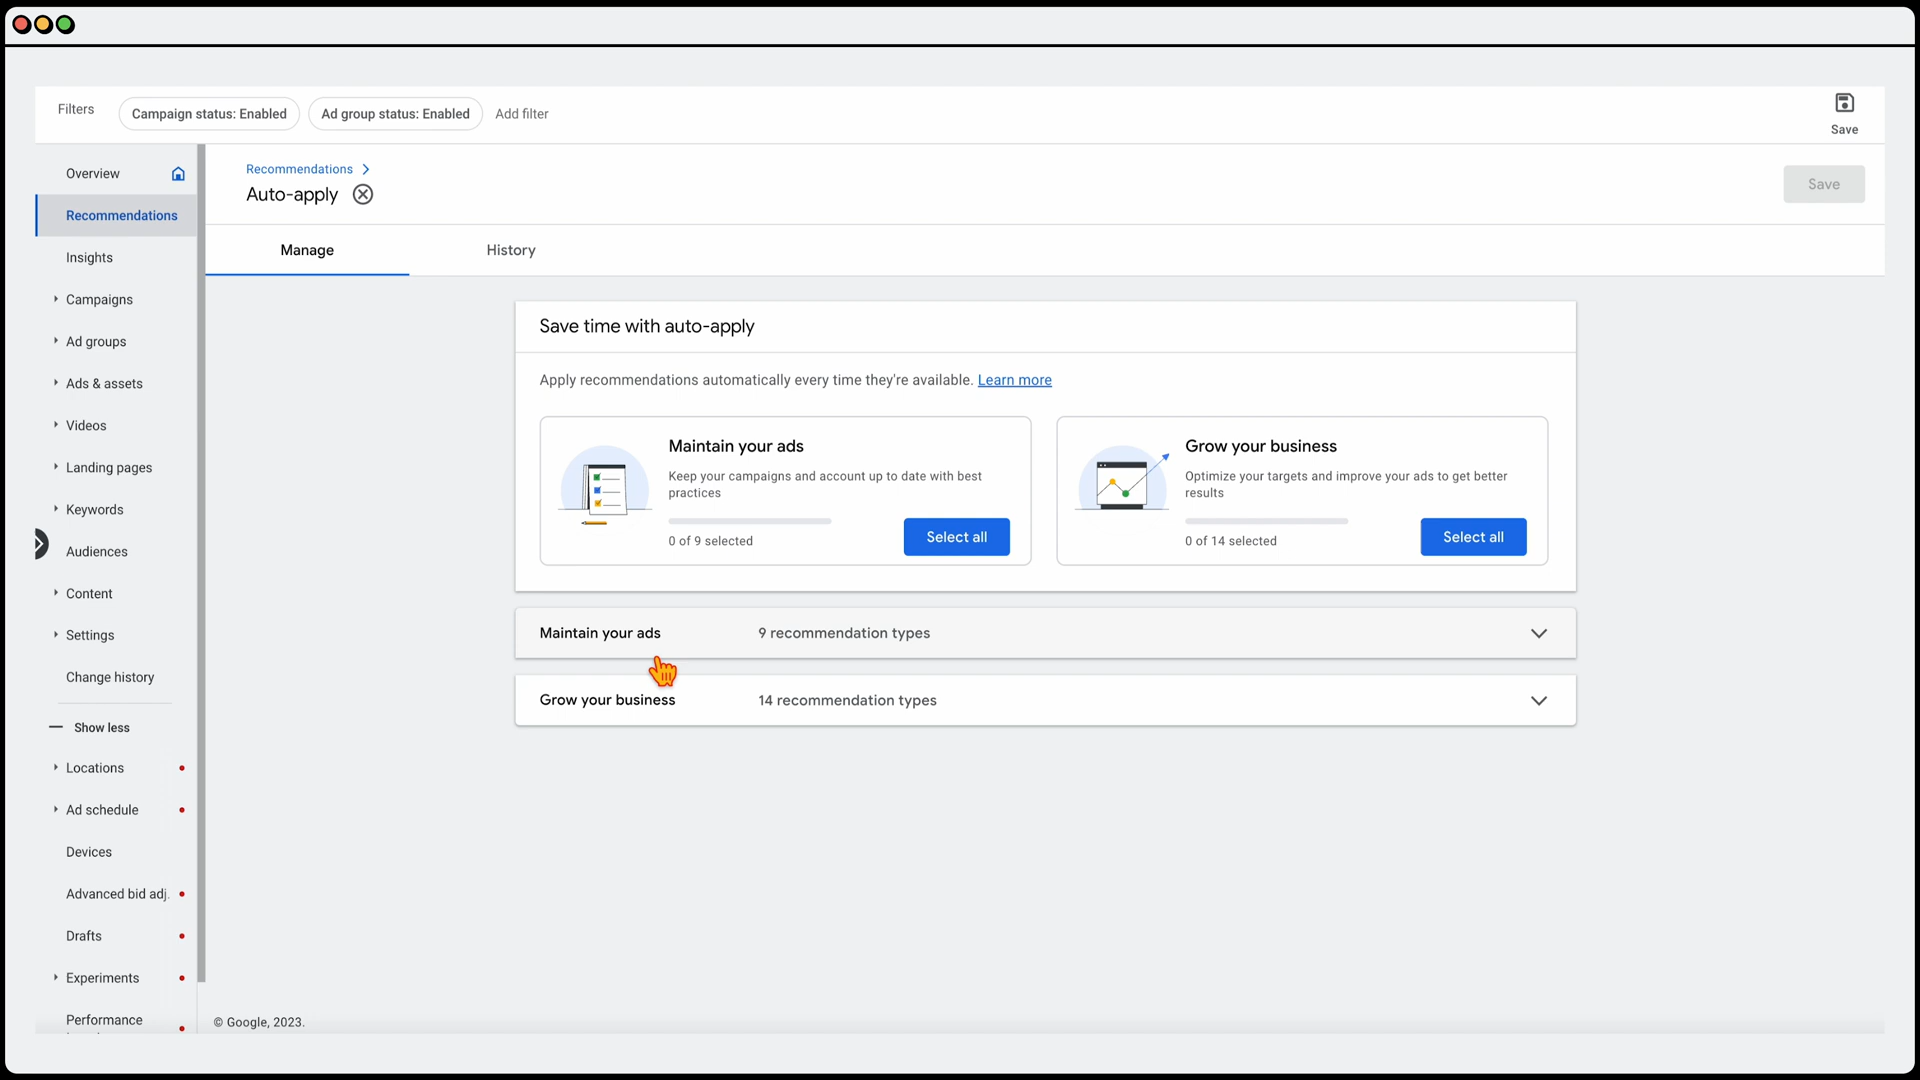 Filters
Campaign status: Enabled
Ad group status: Enabled
Add filter
Save
Overview
Recommendations
Insights
Campaigns
Ad groups
Ads & assets
Videos
Landing pages
Keywords
Audiences
Content
Settings
Change history
Show less
Locations
Ad schedule
Devices
Advanced bid adj.
Drafts
Experiments
Performance
Recommendations
Auto-apply
Save
Manage
History
Save time with auto-apply
Apply recommendations automatically every time they're available. Learn more
Maintain your ads
Keep your campaigns and account up to date with best
practices
0 of 9 selected
Select all
Grow your business
Optimize your targets and improve your ads to get better
results
0 of 14 selected
Select all
Maintain your ads
9 recommendation types
Grow your business
14 recommendation types
© Google, 2023.